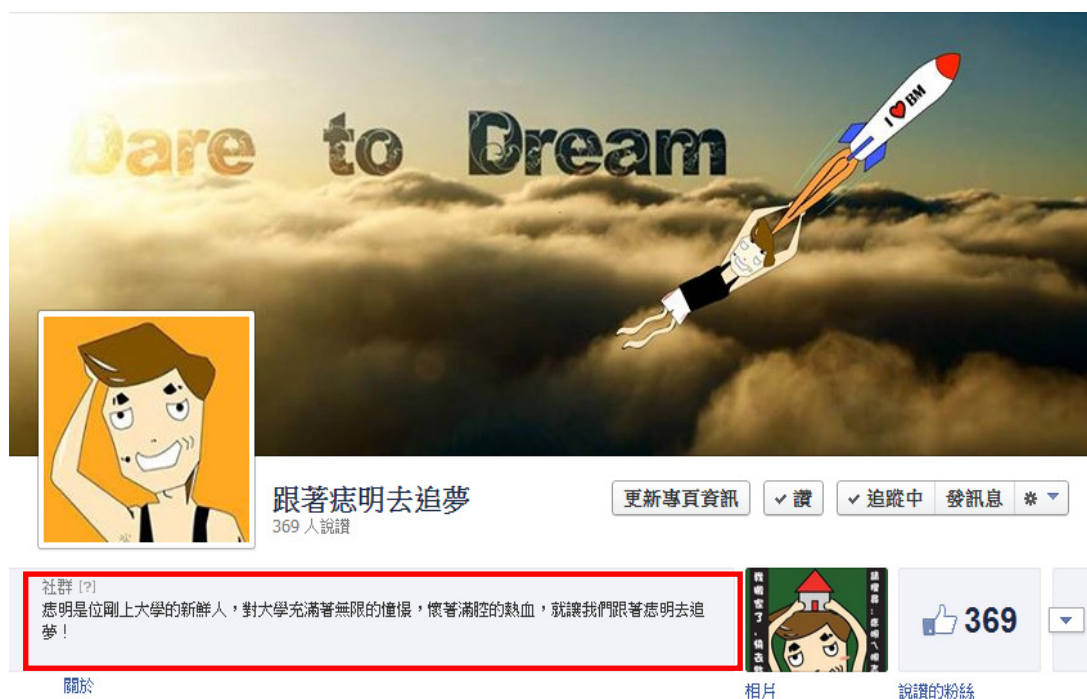 Dare to Dream
I ❤ BM
跟著痞明去追夢
369 人說讚
更新專頁資訊
✓ 讚
✓ 追蹤中
發訊息
社群 [?]
痞明是位剛上大學的新鮮人,對大學充滿著無限的憧憬,懷著滿腔的熱血,就讓我們跟著痞明去追
夢!
369
關於
相片
說讚的粉絲